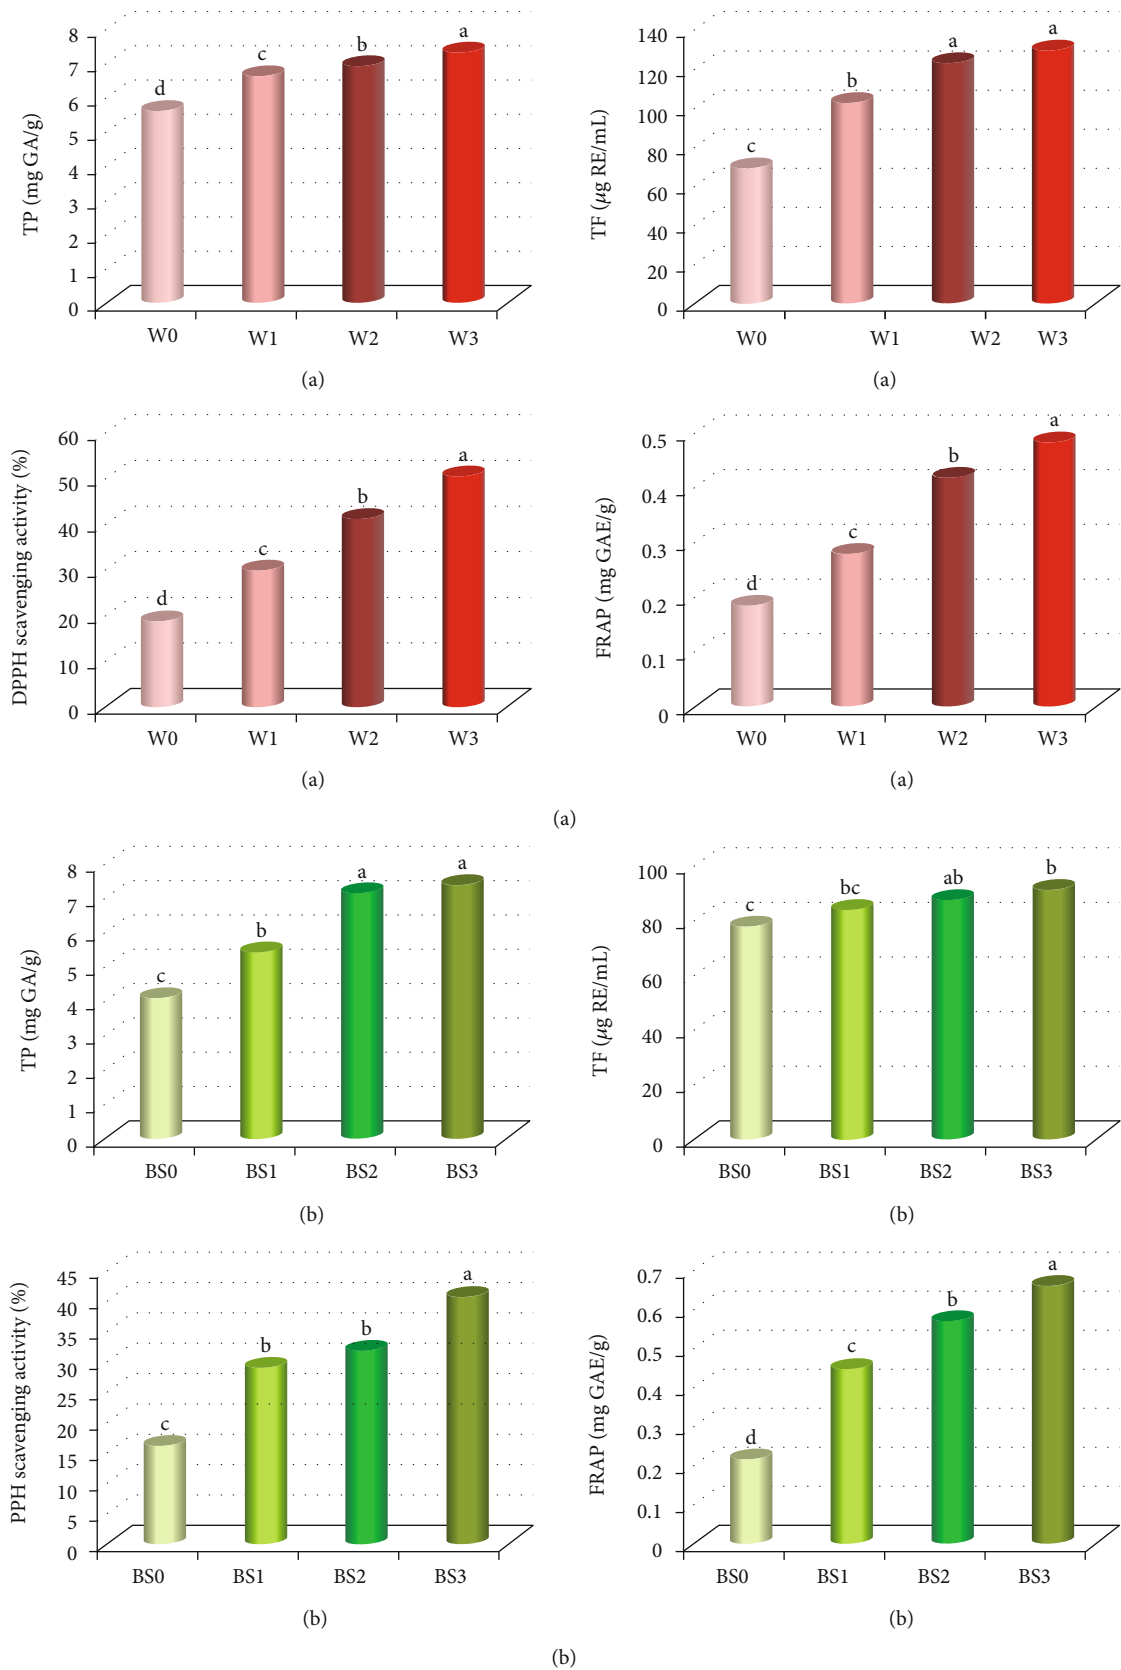 TP (mg GA/g)
8
7
6
5
4
3
2
1
0
d
c
b
a
W0
W1
W2
W3
(a)
TF (μg RE/mL)
140
120
100
80
60
40
20
0
c
b
a
a
W0
W1
W2
W3
(a)
DPPH scavenging activity (%)
60
50
40
30
20
10
0
d
c
b
a
W0
W1
W2
W3
(a)
FRAP (mg GAE/g)
0.5
0.4
0.3
0.2
0.1
0
d
c
b
a
W0
W1
W2
W3
(a)
(a)
TP (mg GA/g)
8
7
6
5
4
3
2
1
0
c
b
a
a
BS0
BS1
BS2
BS3
(b)
TF (μg RE/mL)
100
80
60
40
20
0
c
bc
ab
b
BS0
BS1
BS2
BS3
(b)
PPH scavenging activity (%)
45
40
35
30
25
20
15
10
5
0
c
b
b
a
BS0
BS1
BS2
BS3
(b)
FRAP (mg GAE/g)
0.7
0.6
0.5
0.4
0.3
0.2
0.1
0
d
c
b
a
BS0
BS1
BS2
BS3
(b)
(b)